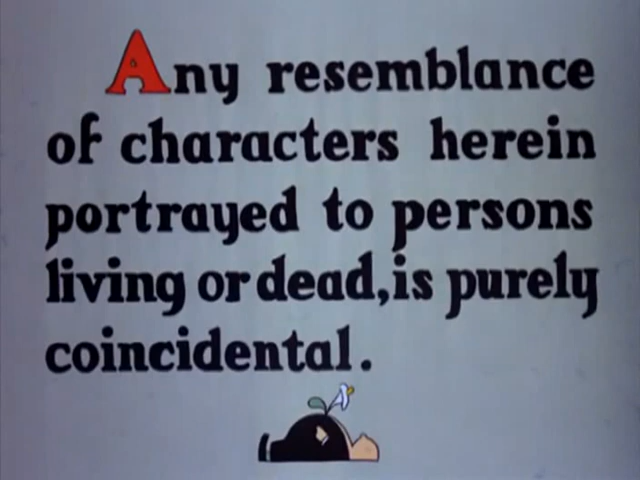 Any resemblance
of characters herein
portrayed to persons
living or dead, is purely
coincidental.